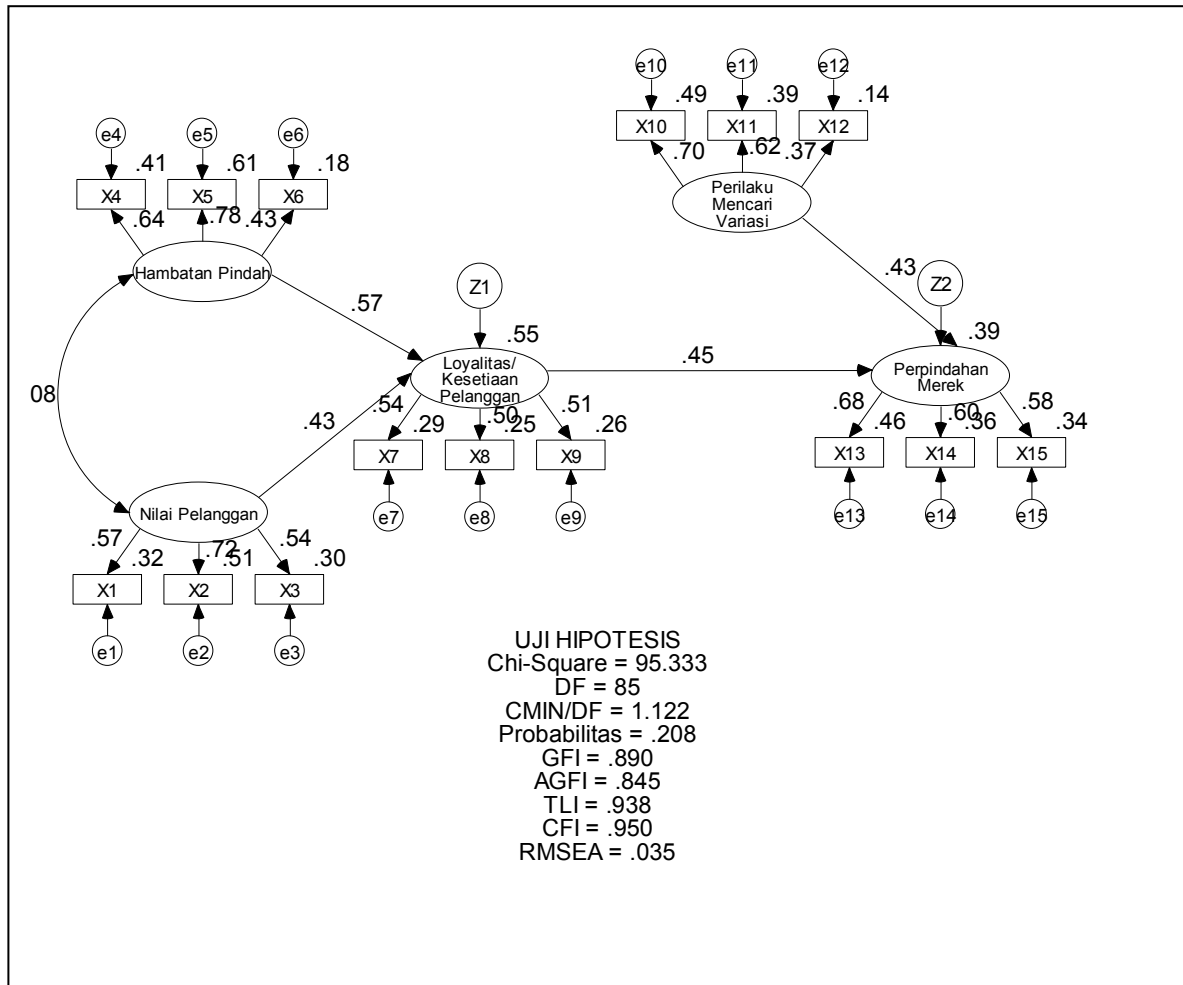 e10 e11 e12
.49 .39 .14
X10 X11 X12
.70 .62 .37
Perilaku
Mencari
Variasi
e4 e5 e6
.41 .61 .18
X4 X5 X6
.64 .78 .43
Hambatan Pindah
.57
.43
Z1
.55
Z2
.39
Loyalitas/
Kesetiaan
Pelanggan
.45
Perpindahan
Merek
08
.43
.54 .50 .51
.29 .25 .26
X7 X8 X9
e7 e8 e9
.68 .60 .58
.46 .36 .34
X13 X14 X15
e13 e14 e15
Nilai Pelanggan
.57 .72 .54
.32 .51 .30
X1 X2 X3
e1 e2 e3
UJI HIPOTESIS
Chi-Square = 95.333
DF = 85
CMIN/DF = 1.122
Probabilitas = .208
GFI = .890
AGFI = .845
TLI = .938
CFI = .950
RMSEA = .035